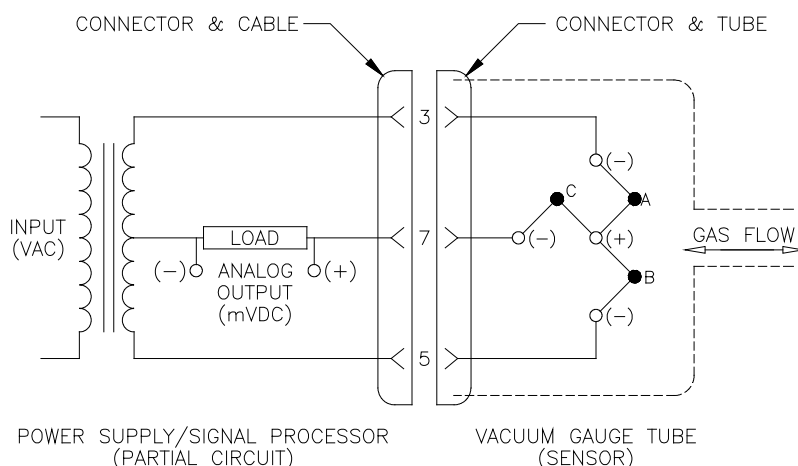 CONNECTOR & CABLE
CONNECTOR & TUBE
3
(-)
C
A
INPUT
(VAC)
LOAD
7
(-)
(+)
GAS FLOW
(-)
ANALOG
OUTPUT
(mVDC)
(+)
B
(-)
5
POWER SUPPLY/SIGNAL PROCESSOR
(PARTIAL CIRCUIT)
VACUUM GAUGE TUBE
(SENSOR)